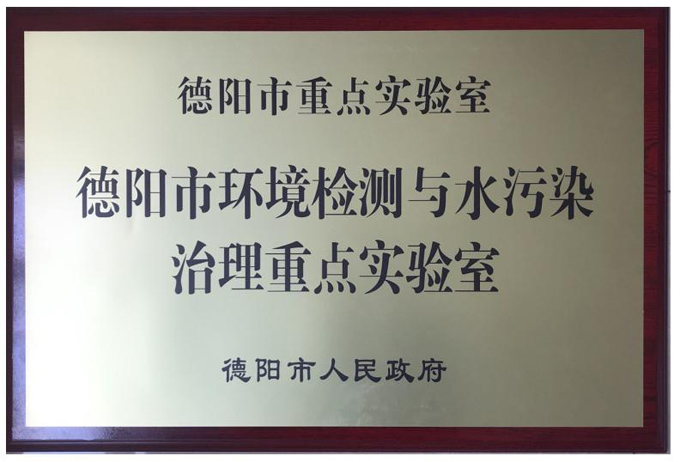 德阳市重点实验室
德阳市环境检测与水污染
治理重点实验室
德阳市人民政府